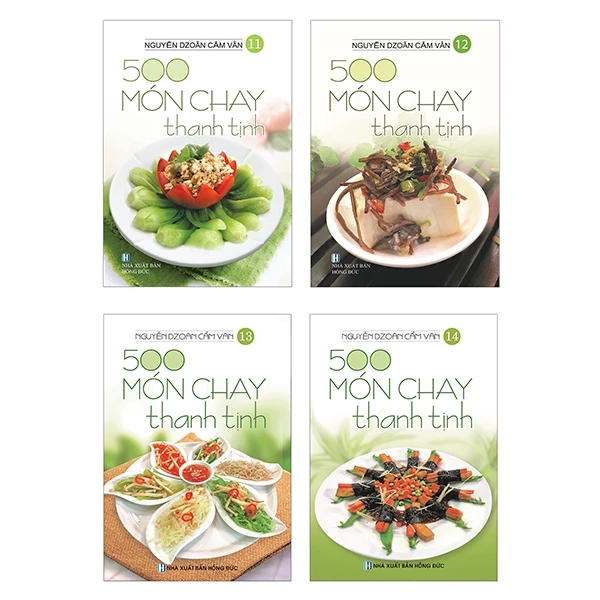 NGUYỄN DZOÃN CẨM VÂN 11
500
MÓN CHAY
thanh tịnh
NHÀ XUẤT BẢN
HỒNG ĐỨC
NGUYỄN DZOÃN CẨM VÂN 12
500
MÓN CHAY
thanh tịnh
NHÀ XUẤT BẢN
HỒNG ĐỨC
NGUYỄN DZOÃN CẨM VÂN 13
500
MÓN CHAY
thanh tịnh
NHÀ XUẤT BẢN HỒNG ĐỨC
NGUYỄN DZOÃN CẨM VÂN 14
500
MÓN CHAY
thanh tịnh
NHÀ XUẤT BẢN HỒNG ĐỨC